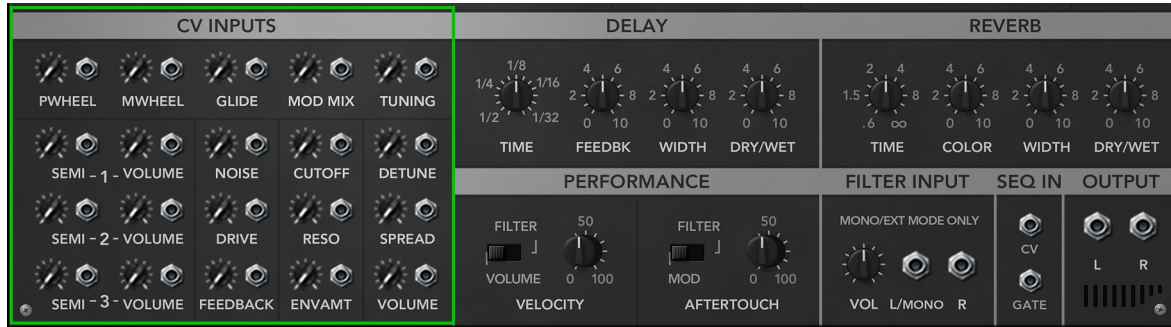 CV INPUTS
PWHEEL MWHEEL GLIDE MOD MIX TUNING
SEMI - 1 - VOLUME NOISE CUTOFF DETUNE
SEMI - 2 - VOLUME DRIVE RESO SPREAD
SEMI - 3 - VOLUME FEEDBACK ENVAMT VOLUME
DELAY
1/8
1/4 1/16
1/2 1/32
TIME
4 6
2 8
0 10
FEEDBK
4 6
2 8
0 10
WIDTH
4 6
2 8
0 10
DRY/WET
REVERB
2 4
1.5 8
.6 ∞
TIME
4 6
2 8
0 10
COLOR
4 6
2 8
0 10
WIDTH
4 6
2 8
0 10
DRY/WET
PERFORMANCE
FILTER
VOLUME
50
0 100
VELOCITY
FILTER
MOD
50
0 100
AFTERTOUCH
FILTER INPUT
MONO/EXT MODE ONLY
VOL L/MONO R
SEQ IN
CV
GATE
OUTPUT
L R